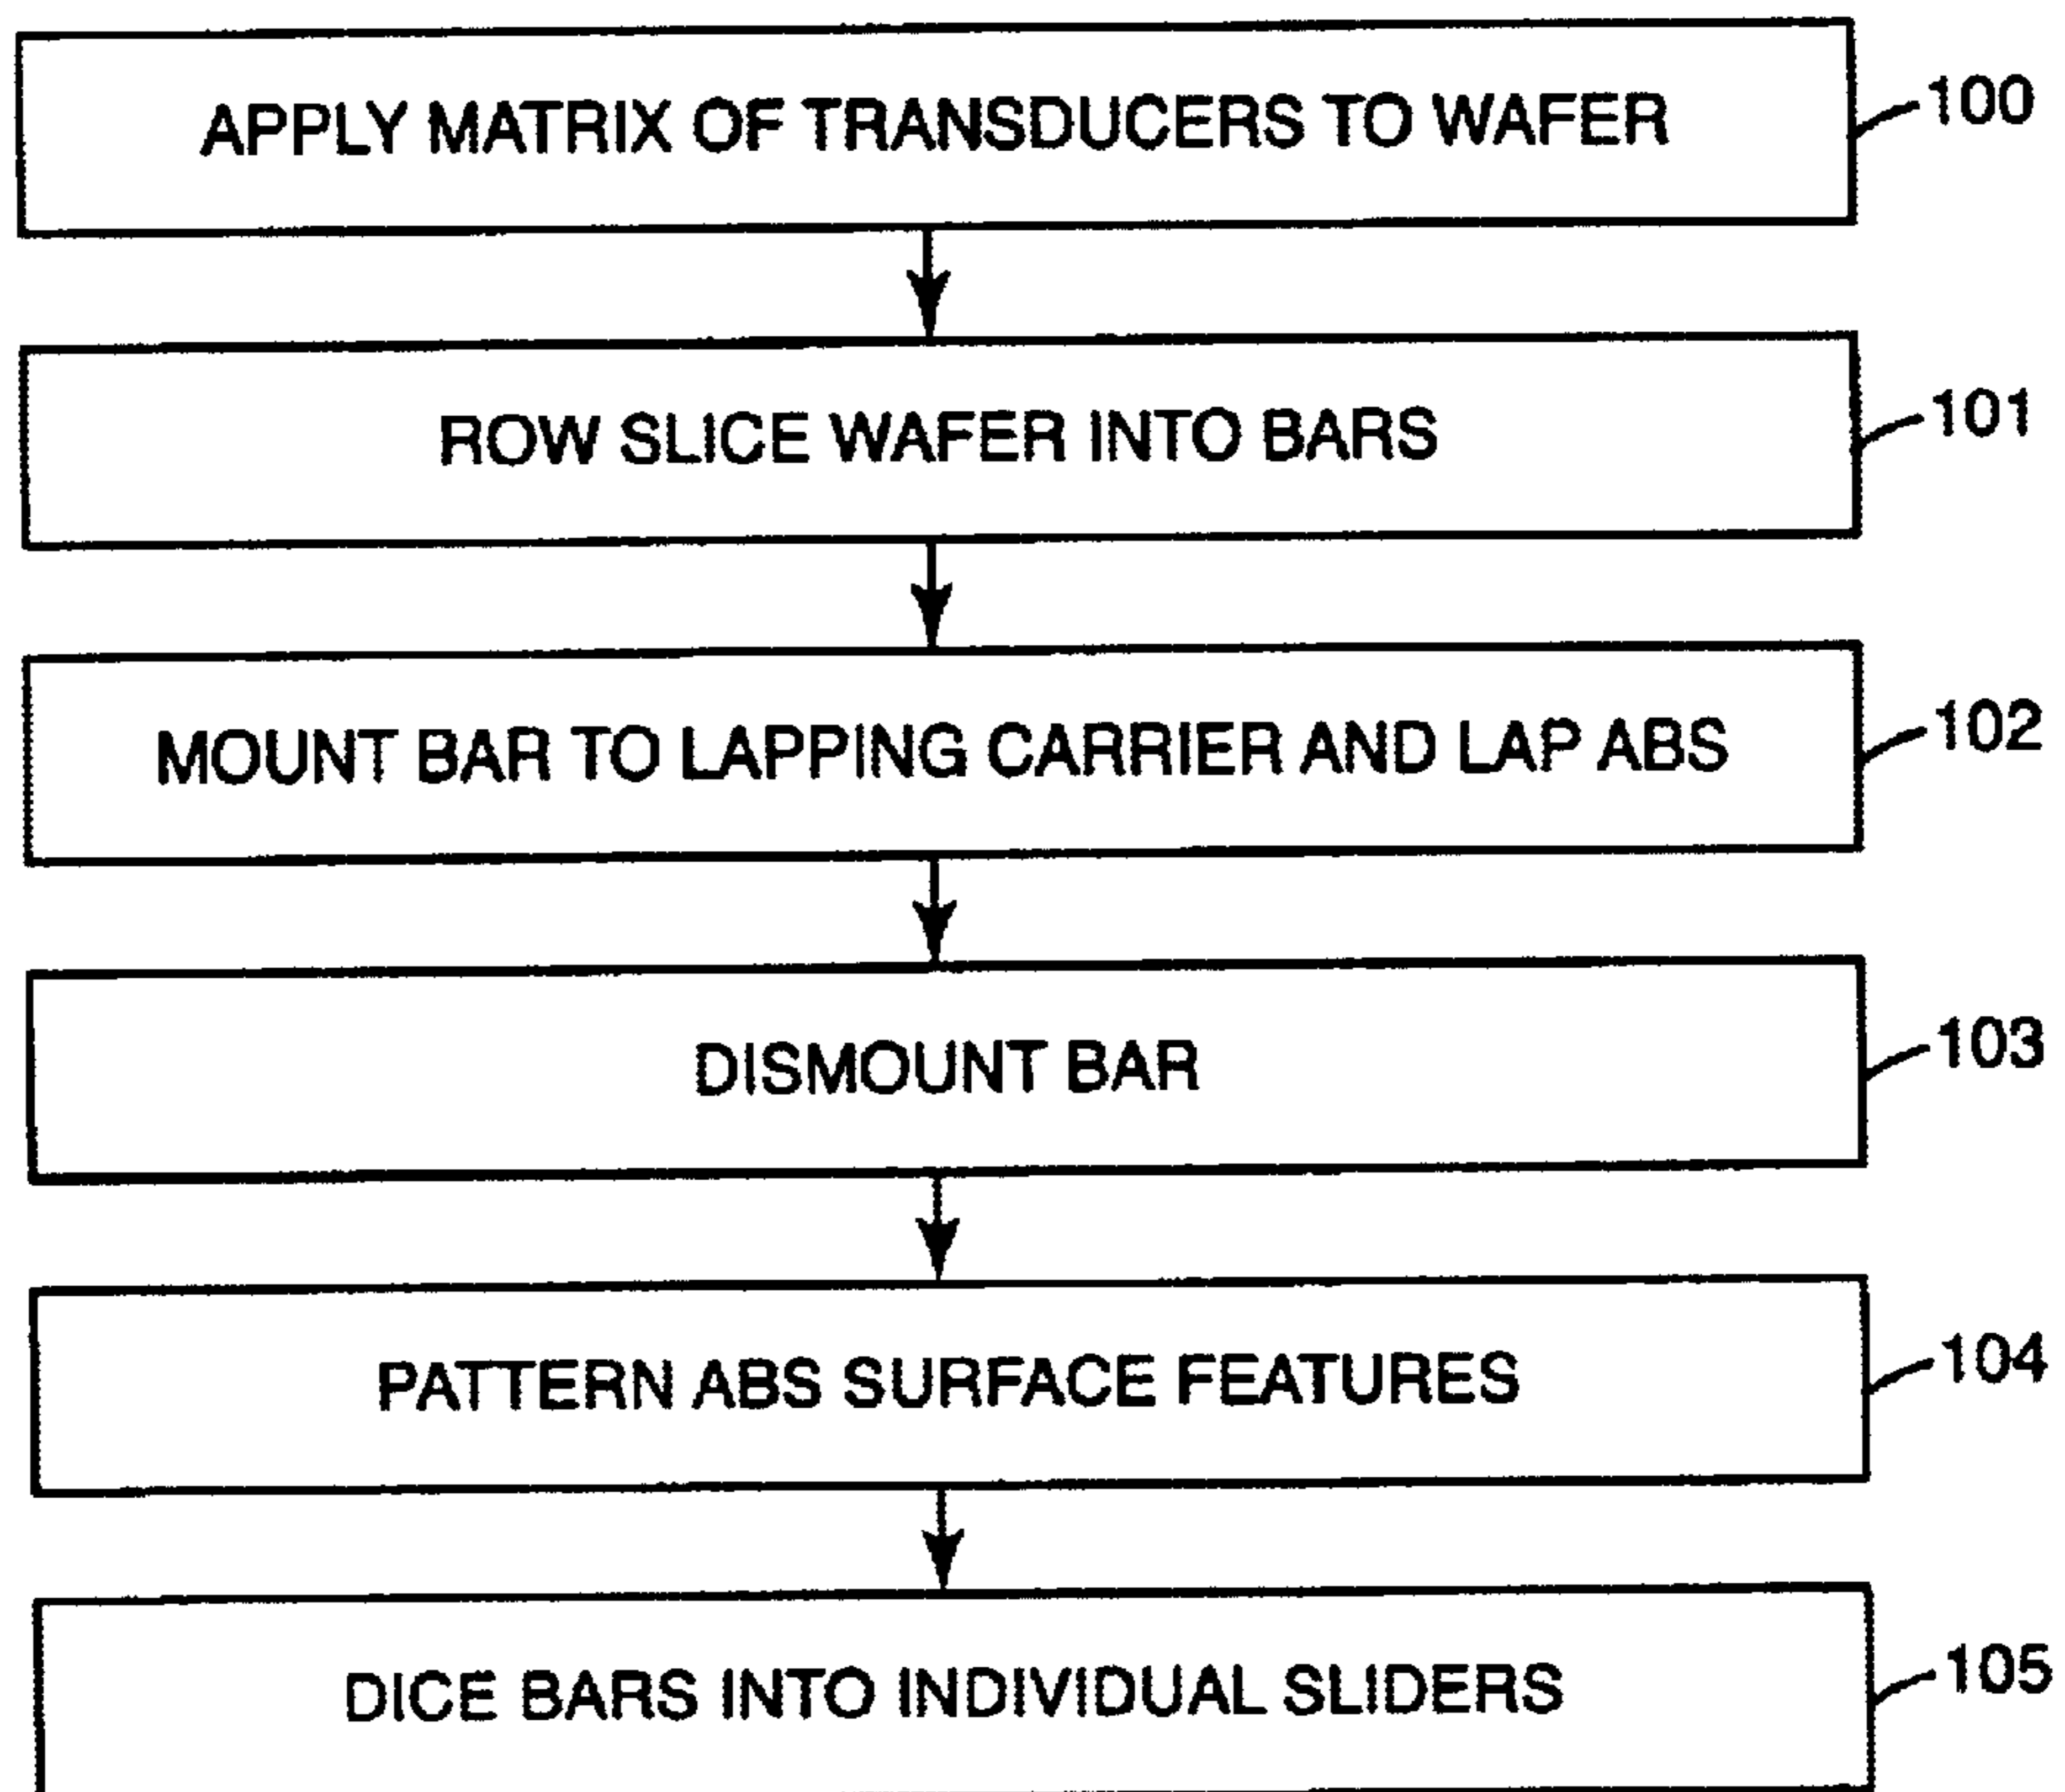 APPLY MATRIX OF TRANSDUCERS TO WAFER
100
ROW SLICE WAFER INTO BARS
101
MOUNT BAR TO LAPPING CARRIER AND LAP ABS
102
DISMOUNT BAR
103
PATTERN ABS SURFACE FEATURES
104
DICE BARS INTO INDIVIDUAL SLIDERS
105